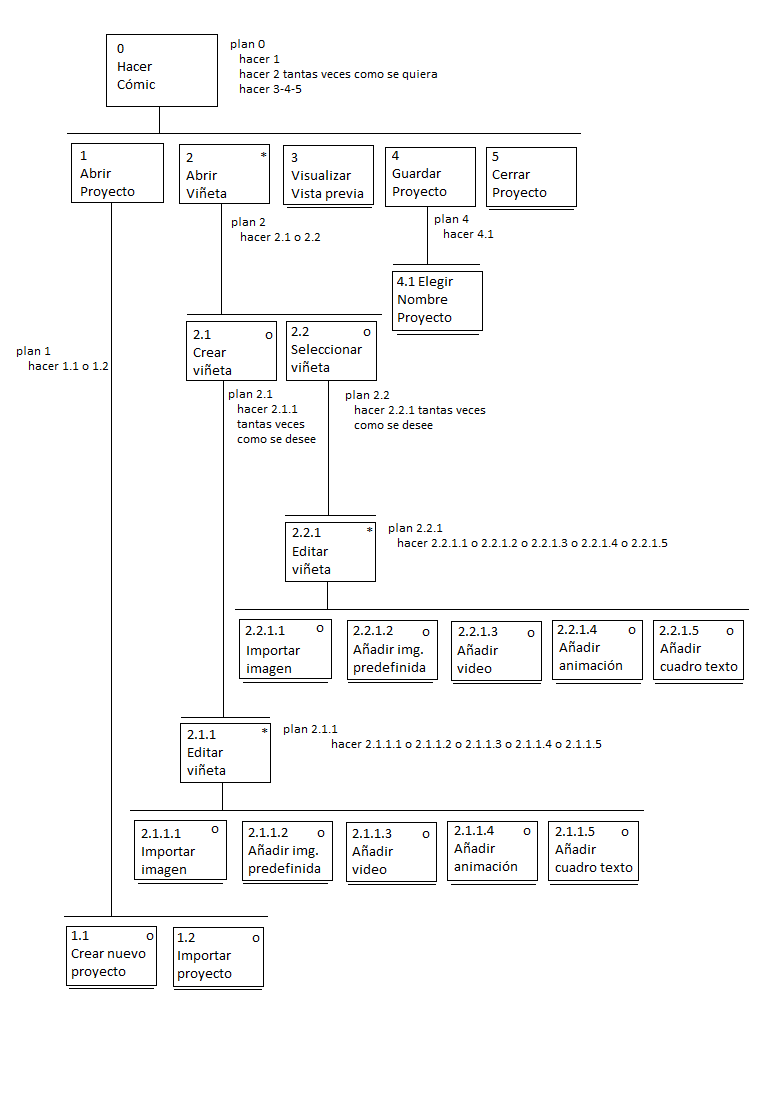 0
Hacer
Cómic
plan 0
hacer 1
hacer 2 tantas veces como se quiera
hacer 3-4-5
1
Abrir
Proyecto
2 *
Abrir
Viñeta
3
Visualizar
Vista previa
4
Guardar
Proyecto
5
Cerrar
Proyecto
plan 2
hacer 2.1 o 2.2
plan 4
hacer 4.1
4.1 Elegir
Nombre
Proyecto
plan 1
hacer 1.1 o 1.2
2.1 o
Crear
viñeta
2.2 o
Seleccionar
viñeta
plan 2.1
hacer 2.1.1
tantas veces
como se desee
plan 2.2
hacer 2.2.1 tantas veces
como se desee
2.2.1 *
Editar
viñeta
plan 2.2.1
hacer 2.2.1.1 o 2.2.1.2 o 2.2.1.3 o 2.2.1.4 o 2.2.1.5
2.2.1.1 o
Importar
imagen
2.2.1.2 o
Añadir img.
predefinida
2.2.1.3 o
Añadir
video
2.2.1.4 o
Añadir
animación
2.2.1.5 o
Añadir
cuadro texto
2.1.1 *
Editar
viñeta
plan 2.1.1
hacer 2.1.1.1 o 2.1.1.2 o 2.1.1.3 o 2.1.1.4 o 2.1.1.5
2.1.1.1 o
Importar
imagen
2.1.1.2 o
Añadir img.
predefinida
2.1.1.3 o
Añadir
video
2.1.1.4 o
Añadir
animación
2.1.1.5 o
Añadir
cuadro texto
1.1 o
Crear nuevo
proyecto
1.2 o
Importar
proyecto